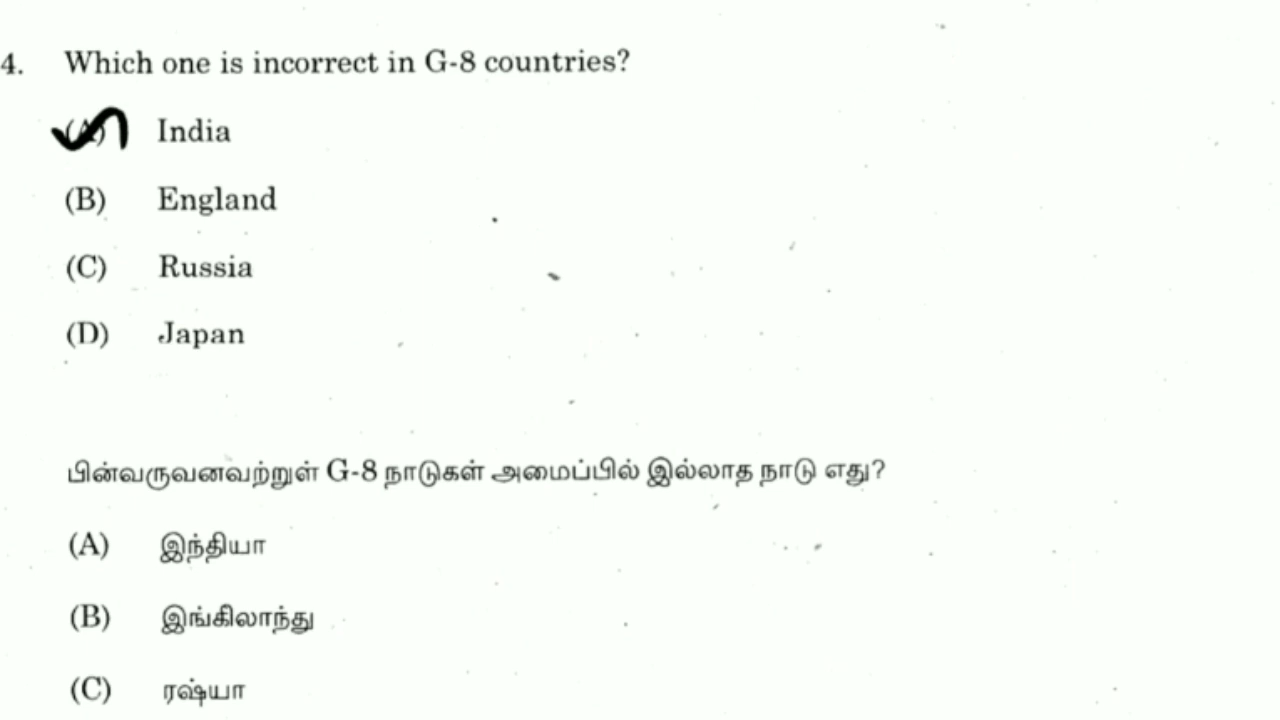 4. Which one is incorrect in G-8 countries?
(A) India
(B) England
(C) Russia
(D) Japan
பின்வருவனவற்றுள் G-8 நாடுகள் அமைப்பில் இல்லாத நாடு எது?
(A) இந்தியா
(B) இங்கிலாந்து
(C) ரஷ்யா